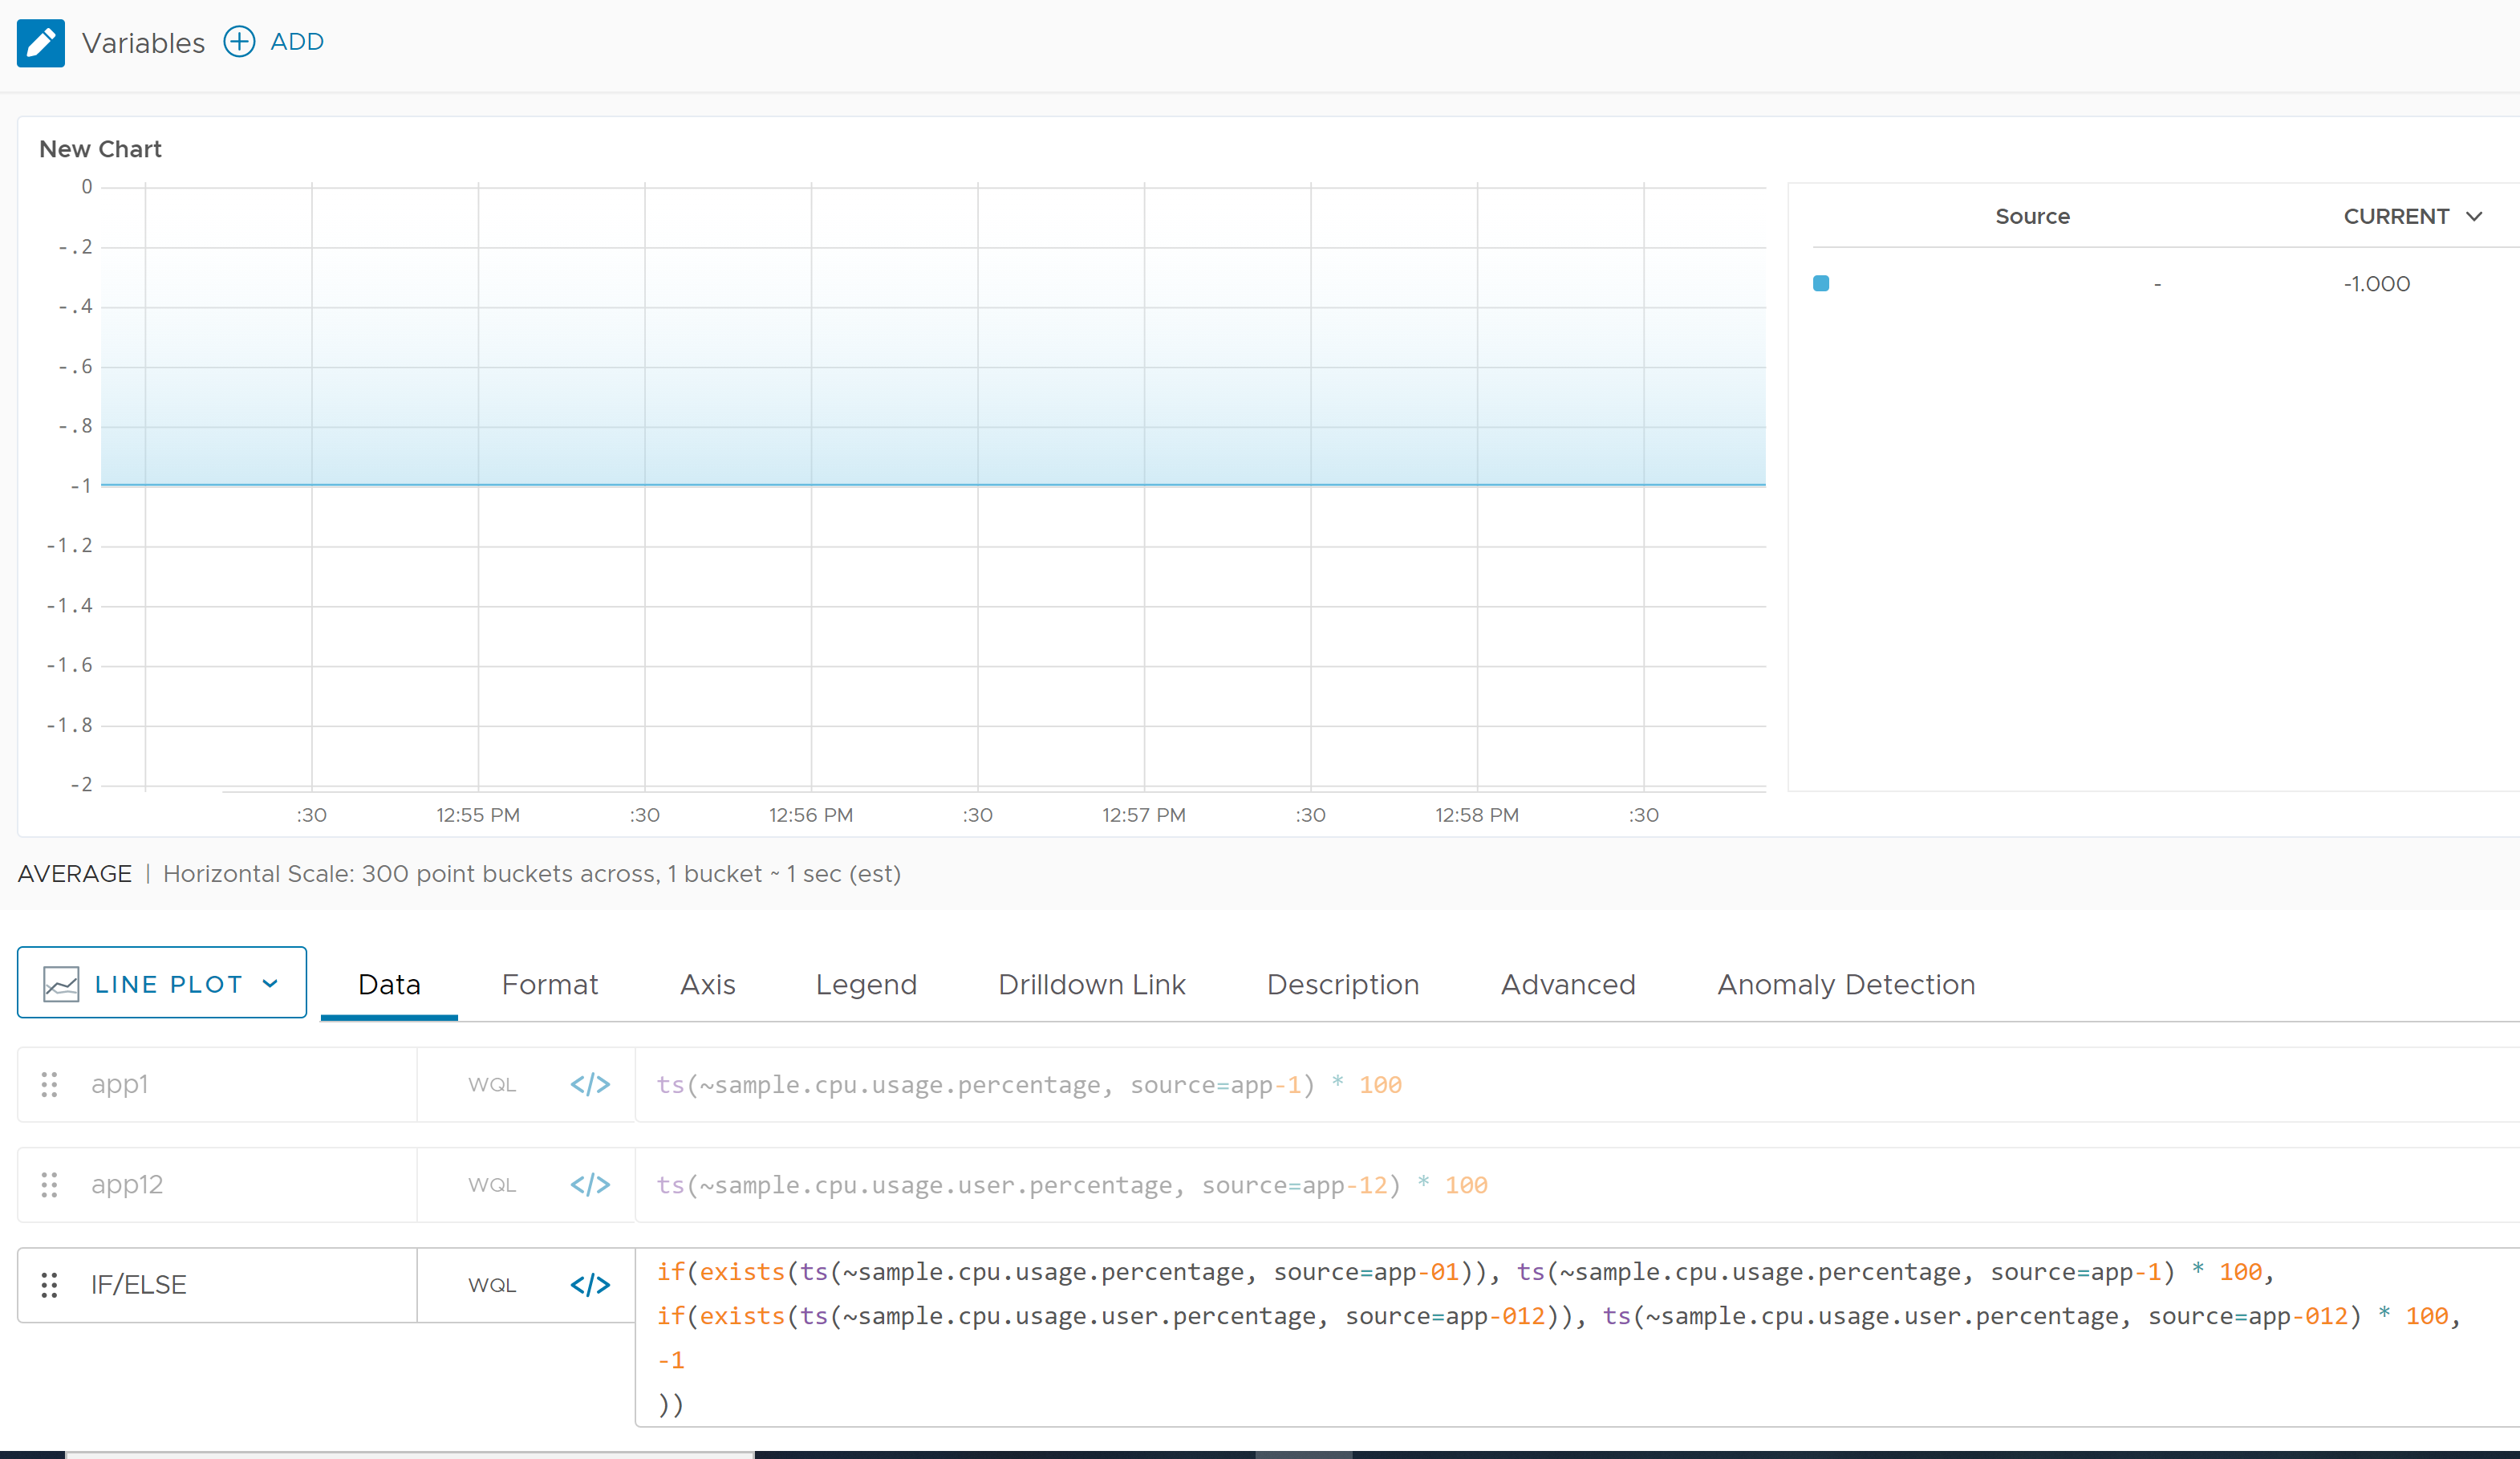 Variables ADD
New Chart
0
-.2
-.4
-.6
-.8
-1
-1.2
-1.4
-1.6
-1.8
-2
:30 12:55 PM :30 12:56 PM :30 12:57 PM :30 12:58 PM :30
Source CURRENT
- -1.000
AVERAGE | Horizontal Scale: 300 point buckets across, 1 bucket ~ 1 sec (est)
LINE PLOT Data Format Axis Legend Drilldown Link Description Advanced Anomaly Detection
app1 WQL </> ts(~sample.cpu.usage.percentage, source=app-1) * 100
app12 WQL </> ts(~sample.cpu.usage.user.percentage, source=app-12) * 100
IF/ELSE WQL </> if(exists(ts(~sample.cpu.usage.percentage, source=app-01)), ts(~sample.cpu.usage.percentage, source=app-1) * 100,
if(exists(ts(~sample.cpu.usage.user.percentage, source=app-012)), ts(~sample.cpu.usage.user.percentage, source=app-012) * 100,
-1
))